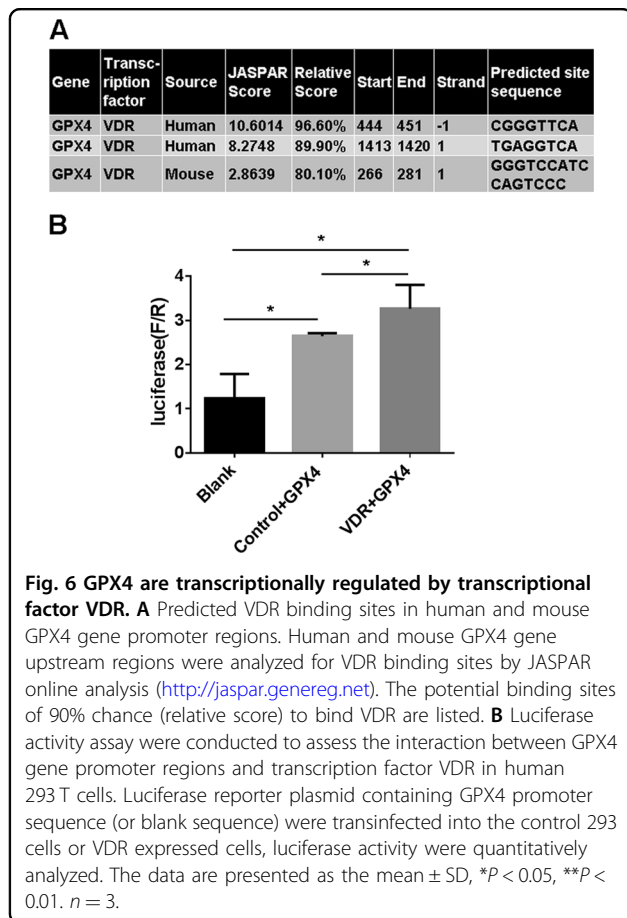 A
Gene Transcription factor Source JASPAR Score Relative Score Start End Strand Predicted site sequence
GPX4 VDR Human 10.6014 96.60% 444 451 -1 CGGGTTCA
GPX4 VDR Human 8.2748 89.90% 1413 1420 1 TGAGGTCA
GPX4 VDR Mouse 2.8639 80.10% 266 281 1 GGGTCCATC CAGTCCC
B
*
* *
luciferase(F/R)
4
3
2
1
0
Blank
Control+GPX4
VDR+GPX4
Fig. 6 GPX4 are transcriptionally regulated by transcriptional
factor VDR. A Predicted VDR binding sites in human and mouse
GPX4 gene promoter regions. Human and mouse GPX4 gene
upstream regions were analyzed for VDR binding sites by JASPAR
online analysis (http://jaspar.genereg.net). The potential binding sites
of 90% chance (relative score) to bind VDR are listed. B Luciferase
activity assay were conducted to assess the interaction between GPX4
gene promoter regions and transcription factor VDR in human
293 T cells. Luciferase reporter plasmid containing GPX4 promoter
sequence (or blank sequence) were transinfected into the control 293
cells or VDR expressed cells, luciferase activity were quantitatively
analyzed. The data are presented as the mean ± SD, *P < 0.05, **P <
0.01. n = 3.